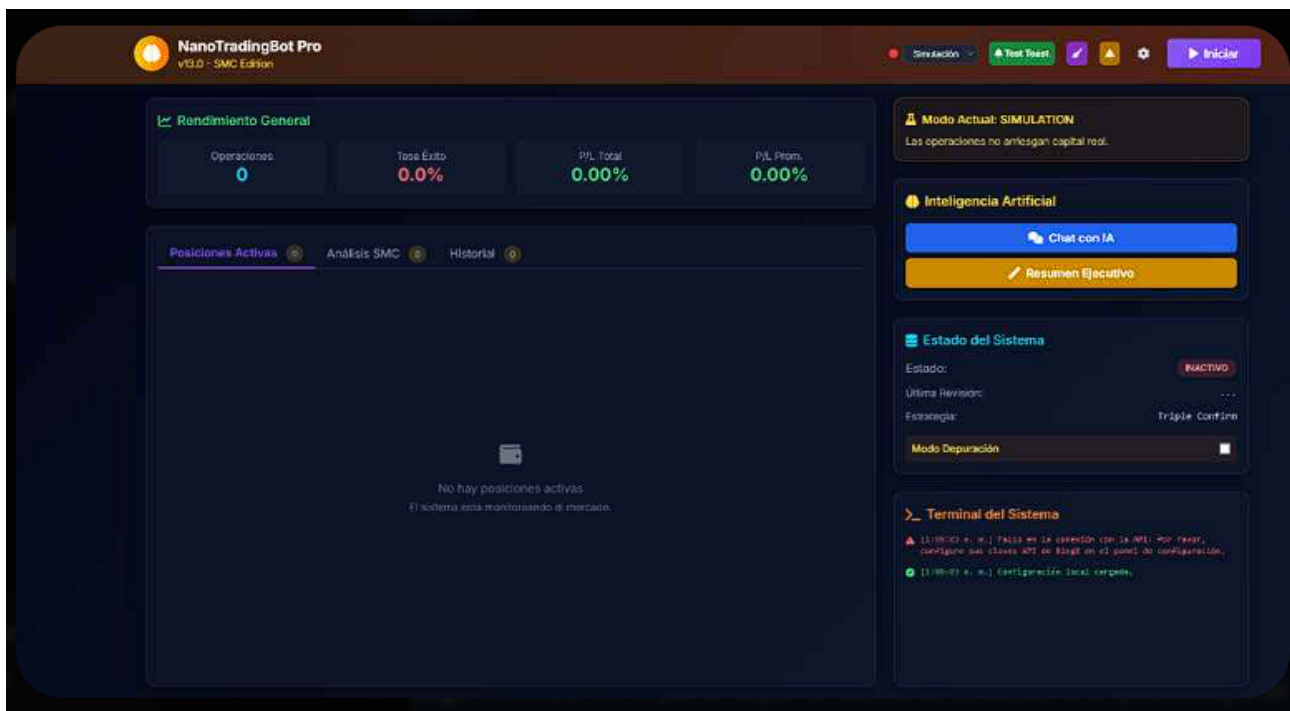 NanoTradingBot Pro
v13.0 - SMC Edition
Simulación
Test Toast
Iniciar
Rendimiento General
Operaciones
0
Tasa Éxito
0.0%
P/L Total
0.00%
P/L Prom.
0.00%
Posiciones Activas 0
Análisis SMC 0
Historial 0
No hay posiciones activas
El sistema está monitoreando el mercado.
Modo Actual: SIMULATION
Las operaciones no arriesgan capital real.
Inteligencia Artificial
Chat con IA
Resumen Ejecutivo
Estado del Sistema
Estado: INACTIVO
Última Revisión: ...
Estrategia: Triple Confirm
Modo Depuración
Terminal del Sistema
Fallo en la conexión con la API: Por favor,
configure sus claves API de BingX en el panel de configuración.
Configuración local cargada.